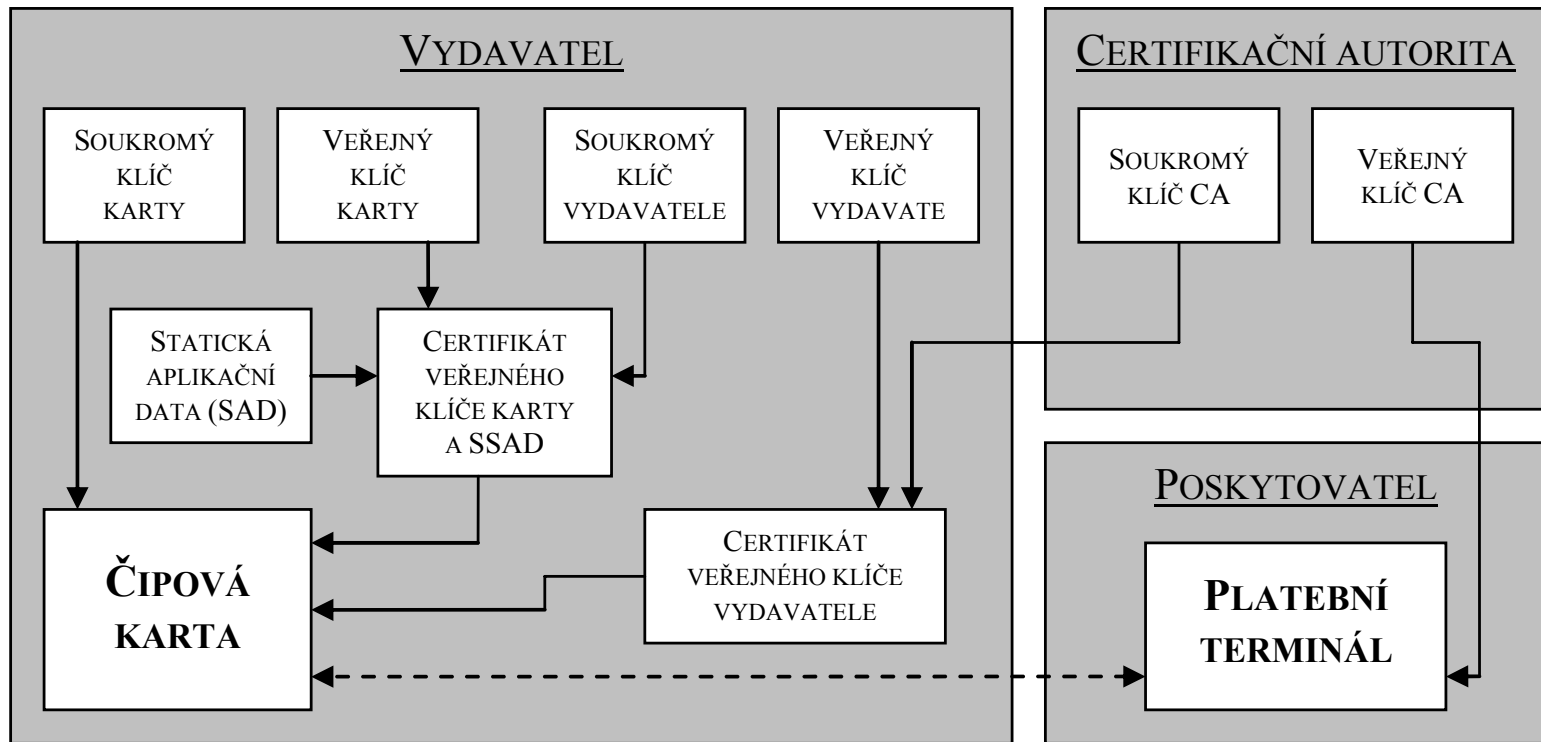 VYDAVATEL
SOUKROMÝ
KLÍČ
KARTY
VEŘEJNÝ
KLÍČ
KARTY
SOUKROMÝ
KLÍČ
VYDAVATELE
VEŘEJNÝ
KLÍČ
VYDAVATE
STATICKÁ
APLIKAČNÍ
DATA (SAD)
CERTIFIKÁT
VEŘEJNÉHO
KLÍČE KARTY
A SSAD
ČIPOVÁ
KARTA
CERTIFIKÁT
VEŘEJNÉHO KLÍČE
VYDAVATELE
CERTIFIKAČNÍ AUTORITA
SOUKROMÝ
KLÍČ CA
VEŘEJNÝ
KLÍČ CA
POSKYTOVATEL
PLATEBNÍ
TERMINÁL